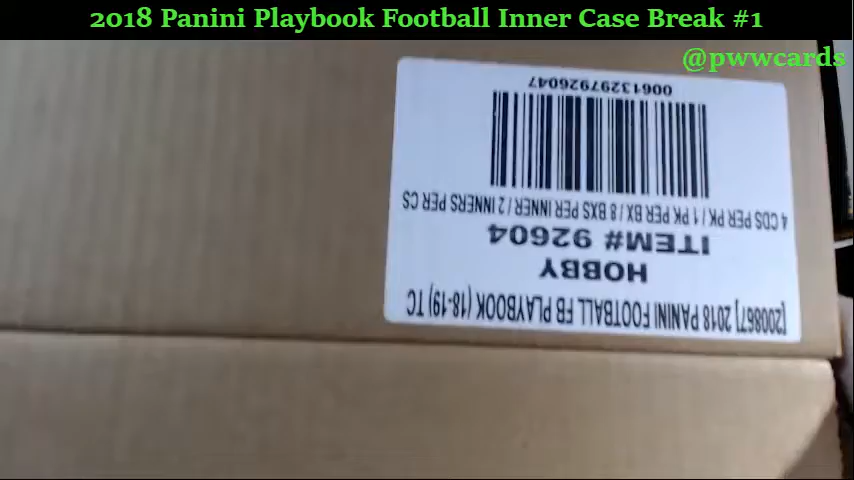 2018 Panini Playbook Football Inner Case Break #1
@pwwcards
[200867] 2018 PANINI FOOTBALL FB PLAYBOOK (18-19) TC
HOBBY
ITEM# 92604
4 CDS PER PK / 1 PK PER BX / 8 BXS PER INNER / 2 INNERS PER CS
00613297926047